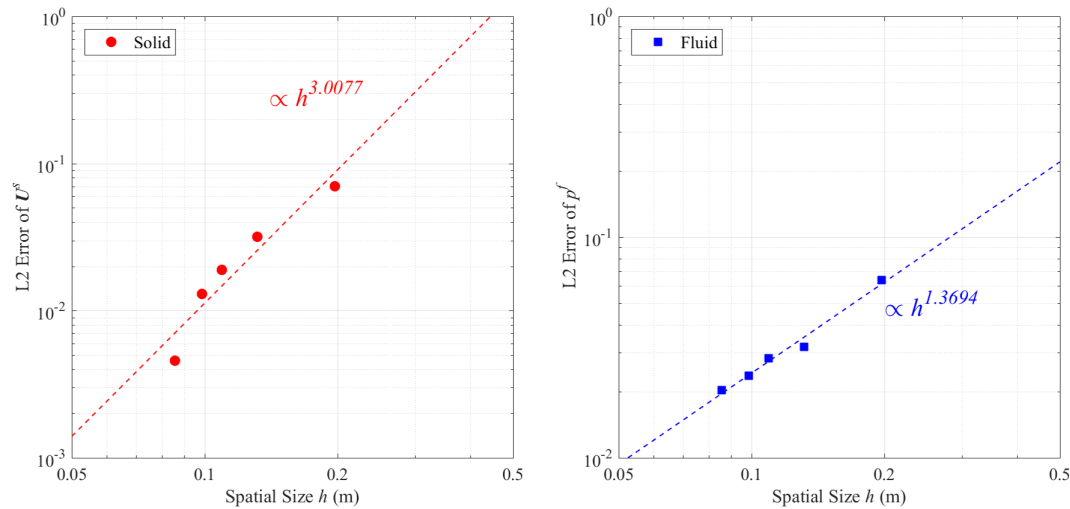 Solid
∝ h^3.0077
10^0
10^-1
10^-2
10^-3
0.05
0.1
0.2
0.5
L2 Error of U^s
Spatial Size h (m)
Fluid
∝ h^1.3694
10^0
10^-1
10^-2
0.05
0.1
0.2
0.5
L2 Error of p^f
Spatial Size h (m)